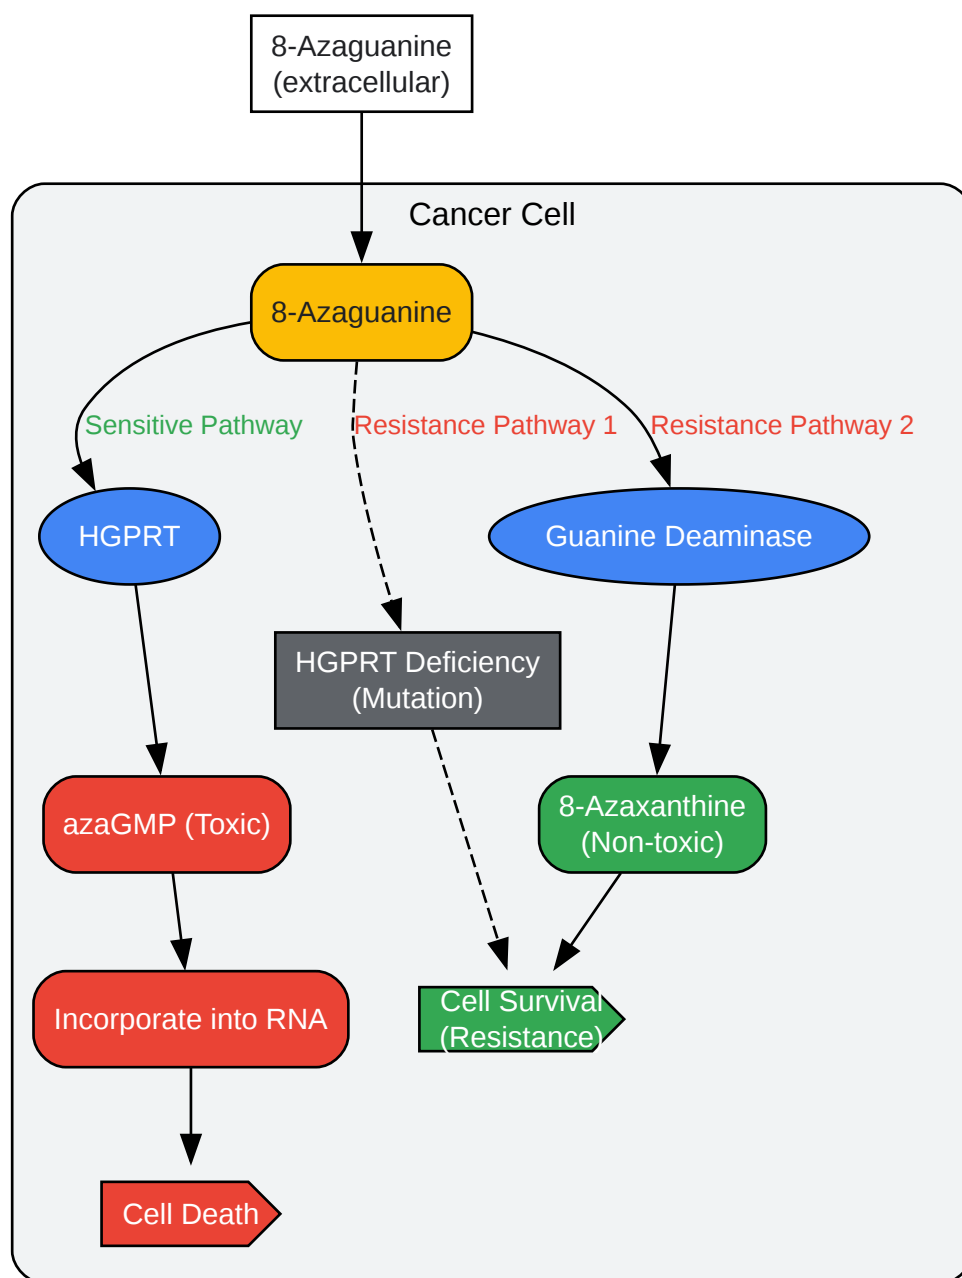 8-Azaguanine
(extracellular)
Cancer Cell
8-Azaguanine
Sensitive Pathway
Resistance Pathway 1
Resistance Pathway 2
HGPRT
Guanine Deaminase
HGPRT Deficiency
(Mutation)
azaGMP (Toxic)
8-Azaxanthine
(Non-toxic)
Incorporate into RNA
Cell Survival
(Resistance)
Cell Death